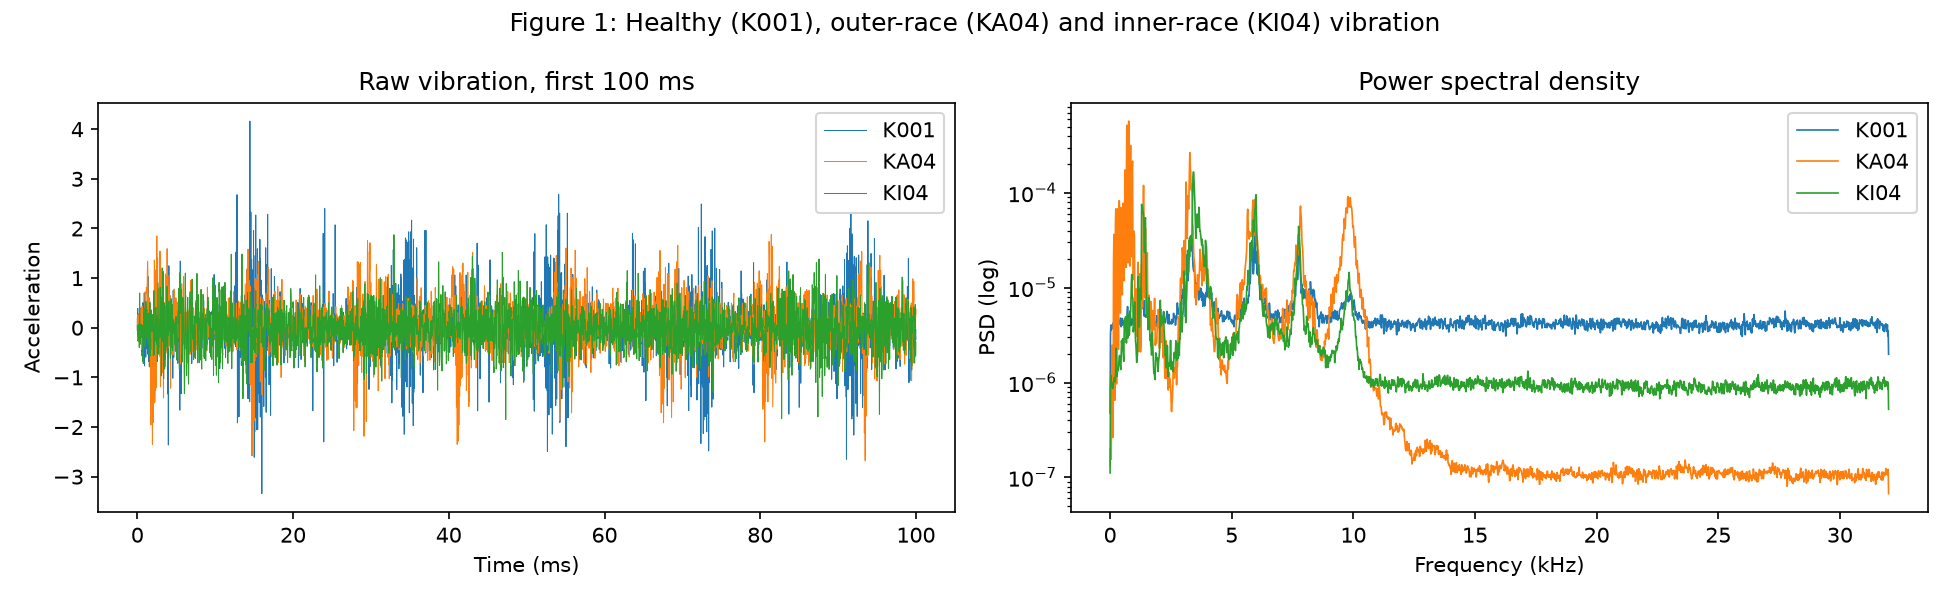 Figure 1: Healthy (K001), outer-race (KA04) and inner-race (KI04) vibration
Raw vibration, first 100 ms
Acceleration
4
3
2
1
0
−1
−2
−3
0
20
40
60
80
100
Time (ms)
K001
KA04
KI04
Power spectral density
PSD (log)
10⁻⁴
10⁻⁵
10⁻⁶
10⁻⁷
0
5
10
15
20
25
30
Frequency (kHz)
K001
KA04
KI04